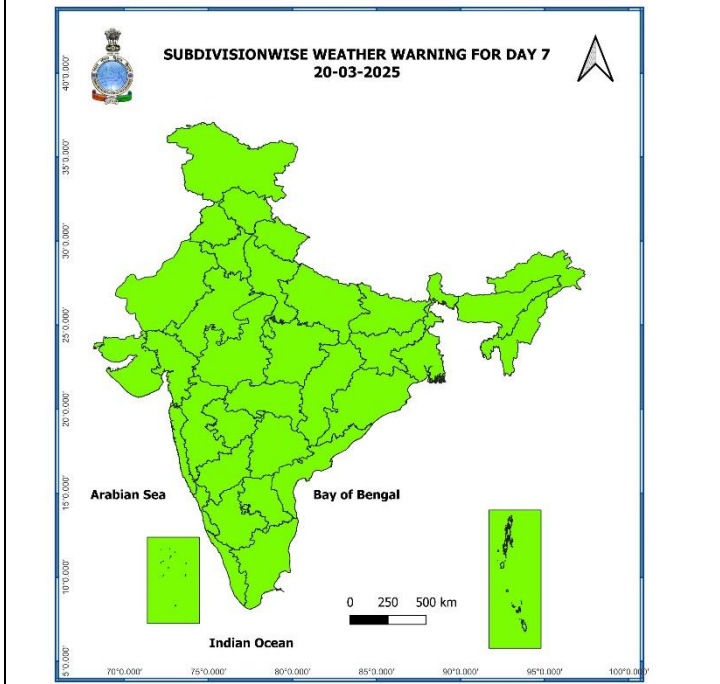 SUBDIVISIONWISE WEATHER WARNING FOR DAY 7
20-03-2025
40°0.000'
35°0.000'
30°0.000'
25°0.000'
20°0.000'
15°0.000'
10°0.000'
5°0.000'
Arabian Sea
Bay of Bengal
0 250 500 km
Indian Ocean
70°0.000' 75°0.000' 80°0.000' 85°0.000' 90°0.000' 95°0.000' 100°0.000'